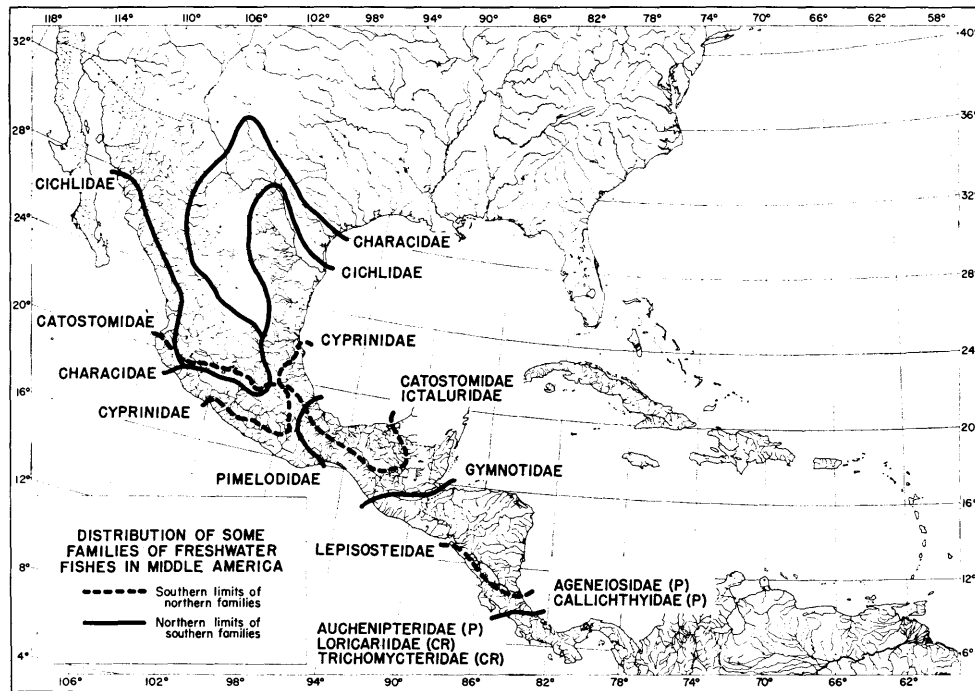 118° 114° 110° 106° 102° 98° 94° 90° 86° 82° 78° 74° 70° 66° 62° 58°
32°
40°
28°
36°
CICHLIDAE
32°
24°
CHARACIDAE
28°
CICHLIDAE
20°
CATOSTOMIDAE
CYPRINIDAE
24°
CHARACIDAE
16°
CATOSTOMIDAE
ICTALURIDAE
CYPRINIDAE
20°
PIMELODIDAE
GYMNOTIDAE
12°
16°
DISTRIBUTION OF SOME
FAMILIES OF FRESHWATER
FISHES IN MIDDLE AMERICA
LEPISOSTEIDAE
8°
12°
Southern limits of
northern families
AGENEIOSIDAE (P)
CALLICHTHYIDAE (P)
Northern limits of
southern families
AUCHENIPTERIDAE (P)
LORICARIIDAE (CR)
TRICHOMYCTERIDAE (CR)
4°
6°
106° 102° 98° 94° 90° 86° 82° 78° 74° 70° 66° 62°